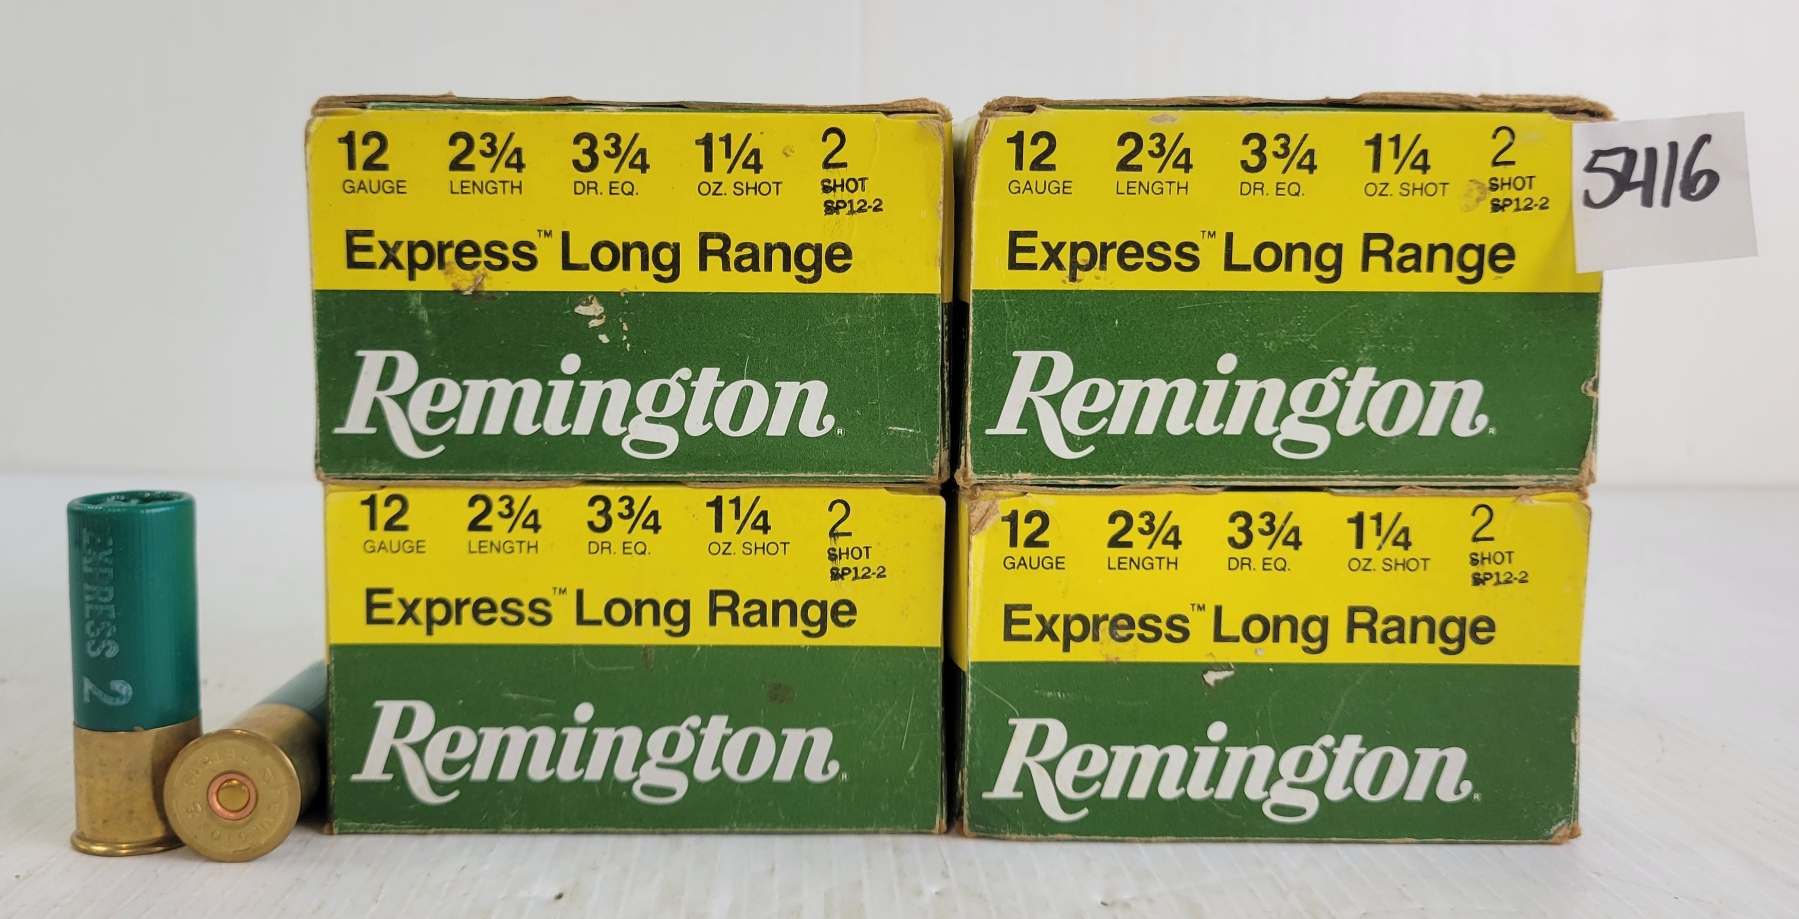 12 2¾ 3¾ 1¼ 2
GAUGE LENGTH DR. EQ. OZ. SHOT SHOT
SP12-2
Express™ Long Range
Remington®
12 2¾ 3¾ 1¼ 2
GAUGE LENGTH DR. EQ. OZ. SHOT SHOT
SP12-2
Express™ Long Range
Remington®
5416
12 2¾ 3¾ 1¼ 2
GAUGE LENGTH DR. EQ. OZ. SHOT SHOT
SP12-2
Express™ Long Range
Remington®
12 2¾ 3¾ 1¼ 2
GAUGE LENGTH DR. EQ. OZ. SHOT SHOT
SP12-2
Express™ Long Range
Remington®
EXPRESS 2